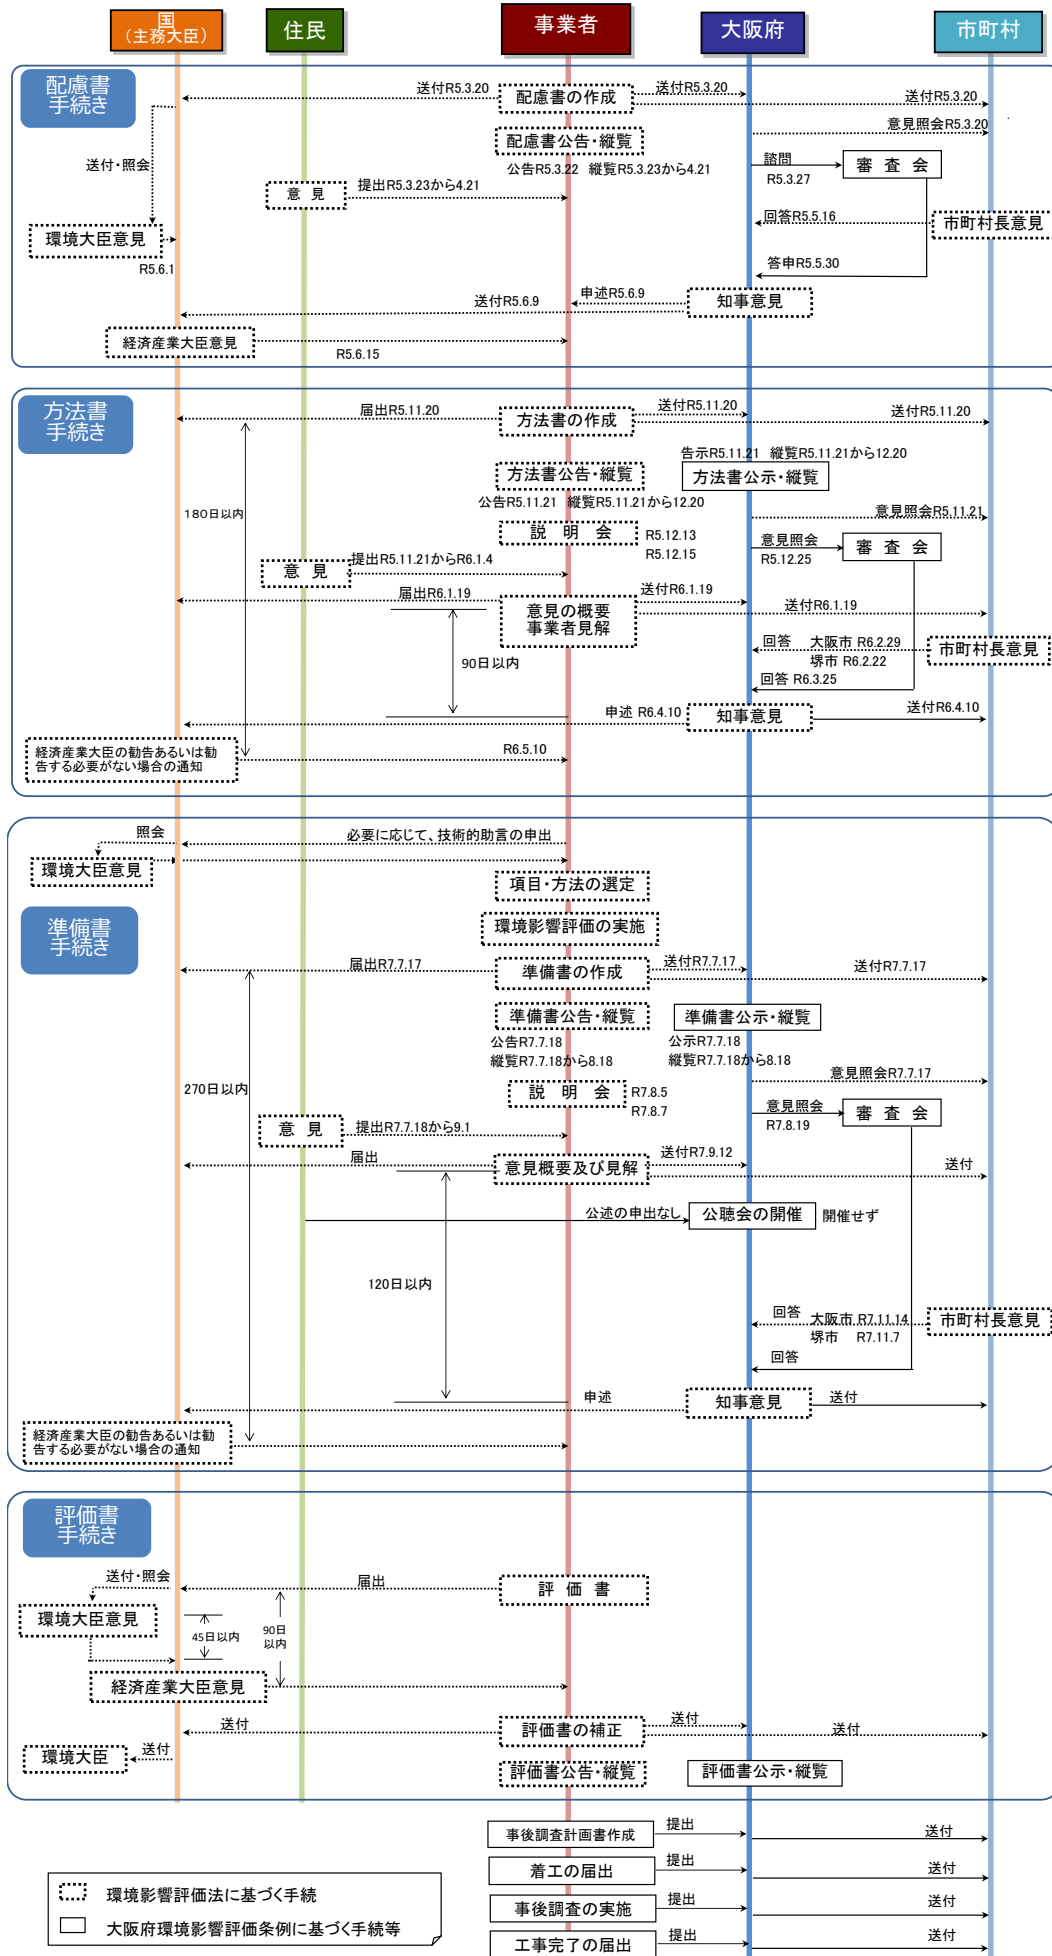 国
（主務大臣）
住民
事業者
大阪府
市町村
配慮書
手続き
送付R5.3.20
配慮書の作成
送付R5.3.20
送付R5.3.20
意見照会R5.3.20
配慮書公告・縦覧
公告R5.3.22 縦覧R5.3.23から4.21
諮問
R5.3.27
審 査 会
送付・照会
意 見
提出R5.3.23から4.21
環境大臣意見
R5.6.1
回答R5.5.16
市町村長意見
答申R5.5.30
送付R5.6.9
申述R5.6.9
知事意見
経済産業大臣意見
R5.6.15
方法書
手続き
届出R5.11.20
方法書の作成
送付R5.11.20
送付R5.11.20
告示R5.11.21 縦覧R5.11.21から12.20
方法書公告・縦覧
方法書公示・縦覧
公告R5.11.21 縦覧R5.11.21から12.20
180日以内
意見照会R5.11.21
説 明 会
R5.12.13
R5.12.15
意見照会
R5.12.25
審 査 会
意 見
提出R5.11.21からR6.1.4
届出R6.1.19
意見の概要
事業者見解
送付R6.1.19
送付R6.1.19
90日以内
回答 大阪市 R6.2.29
堺市 R6.2.22
市町村長意見
回答 R6.3.25
申述 R6.4.10
知事意見
送付R6.4.10
経済産業大臣の勧告あるいは勧
告する必要がない場合の通知
R6.5.10
照会
必要に応じて、技術的助言の申出
環境大臣意見
項目・方法の選定
準備書
手続き
環境影響評価の実施
届出R7.7.17
準備書の作成
送付R7.7.17
送付R7.7.17
準備書公告・縦覧
準備書公示・縦覧
公告R7.7.18
縦覧R7.7.18から8.18
公示R7.7.18
縦覧R7.7.18から8.18
意見照会R7.7.17
270日以内
説 明 会
R7.8.5
R7.8.7
意見照会
R7.8.19
審 査 会
意 見
提出R7.7.18から9.1
届出
意見概要及び見解
送付R7.9.12
送付
公述の申出なし
公聴会の開催
開催せず
120日以内
回答 大阪市 R7.11.14
堺市 R7.11.7
市町村長意見
回答
申述
知事意見
送付
経済産業大臣の勧告あるいは勧
告する必要がない場合の通知
評価書
手続き
送付・照会
届出
評 価 書
環境大臣意見
45日以内
90日
以内
経済産業大臣意見
送付
評価書の補正
送付
送付
環境大臣
送付
評価書公告・縦覧
評価書公示・縦覧
事後調査計画書作成
提出
送付
着工の届出
提出
送付
事後調査の実施
提出
送付
工事完了の届出
提出
送付
環境影響評価法に基づく手続
大阪府環境影響評価条例に基づく手続等